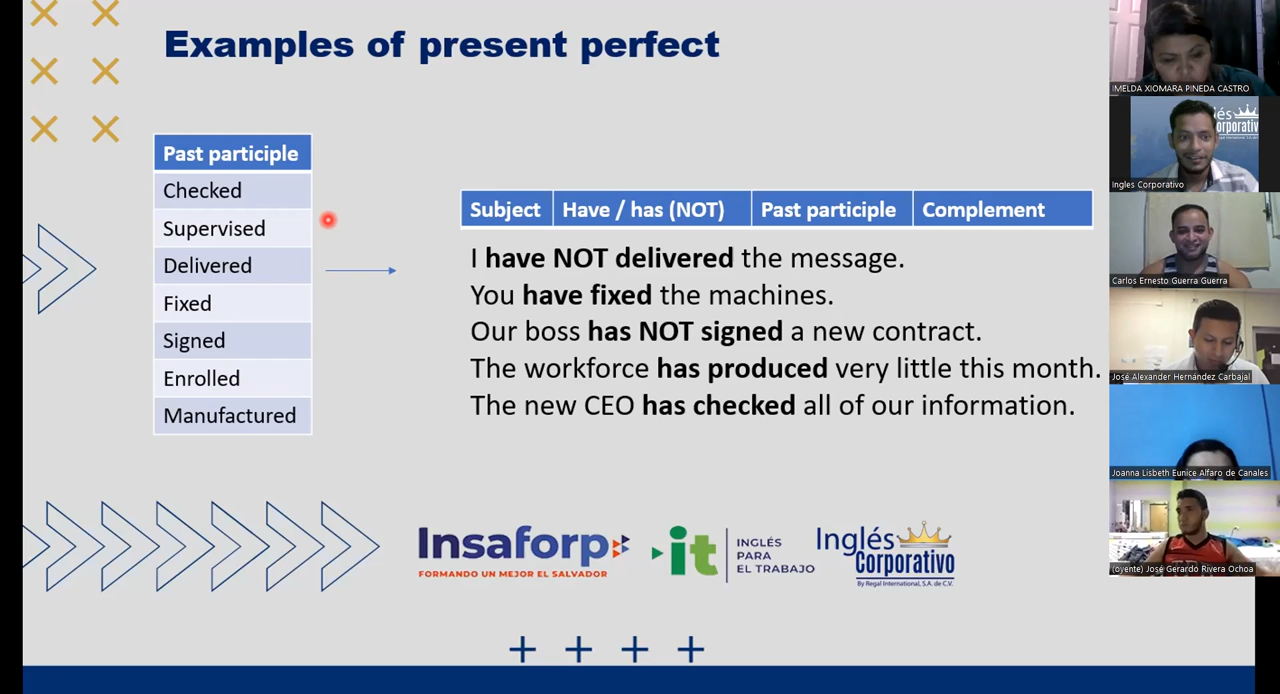 Examples of present perfect
Past participle
Checked
Supervised
Delivered
Fixed
Signed
Enrolled
Manufactured
Subject Have / has (NOT) Past participle Complement
I have NOT delivered the message.
You have fixed the machines.
Our boss has NOT signed a new contract.
The workforce has produced very little this month.
The new CEO has checked all of our information.
Insaforp
FORMANDO UN MEJOR EL SALVADOR
it
INGLÉS
PARA
EL TRABAJO
Inglés
Corporativo
By Regal International, S.A. de C.V.
IMELDA XIOMARA PINEDA CASTRO
Ingles Corporativo
Carlos Ernesto Guerra Guerra
José Alexander Hernández Carbajal
Joanna Lisbeth Eunice Alfaro de Canales
(oyente) José Gerardo Rivera Ochoa